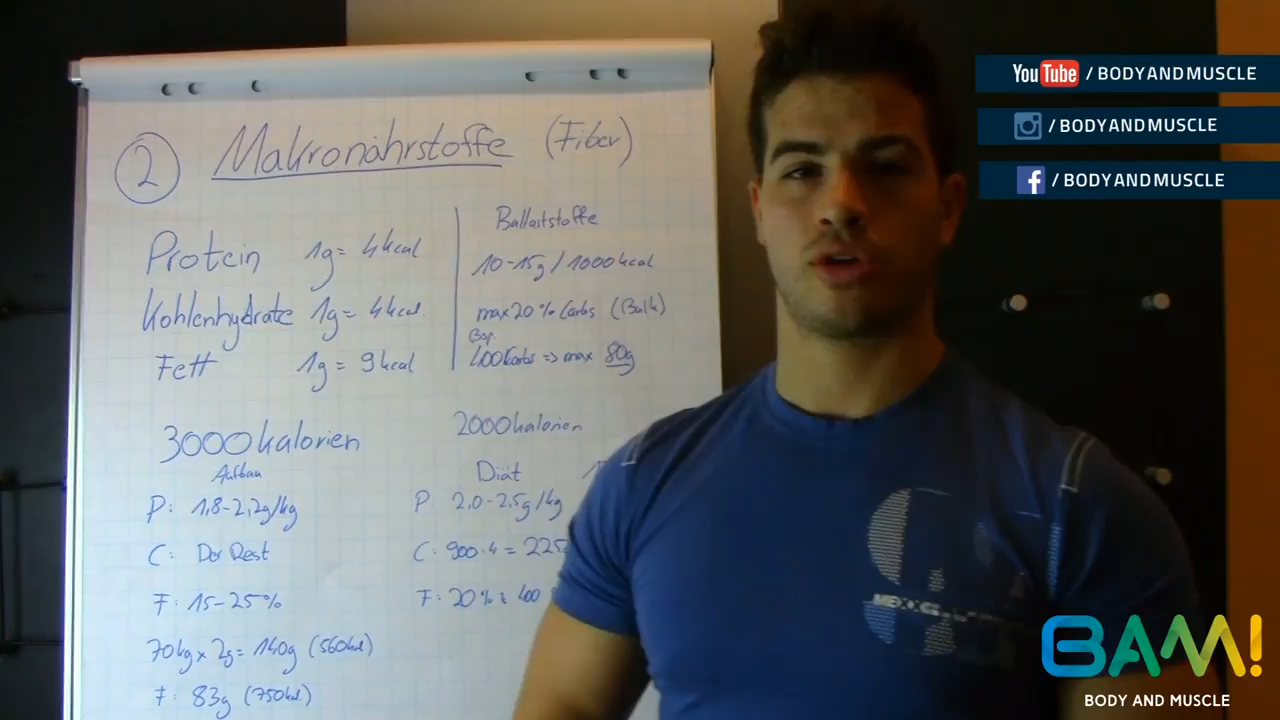 ② Makronährstoffe (Fiber)
Protein 1g = 4kcal
Kohlenhydrate 1g = 4kcal.
Fett 1g = 9kcal
Ballaststoffe
10-15g / 1000kcal
max 20% Carbs (Bulk)
Bsp.
400 Carbs => max 80g
3000 kalorien
Aufbau
P: 1,8-2,2g/kg
C: Der Rest
F: 15-25%
70kg x 2g = 140g (560kcal)
F: 83g (750kcal)
2000 kalorien
Diät
P: 2,0-2,5g/kg
C: 900:4 = 225
F: 20% = 400
YouTube / BODYANDMUSCLE
/ BODYANDMUSCLE
f / BODYANDMUSCLE
BAM!
BODY AND MUSCLE